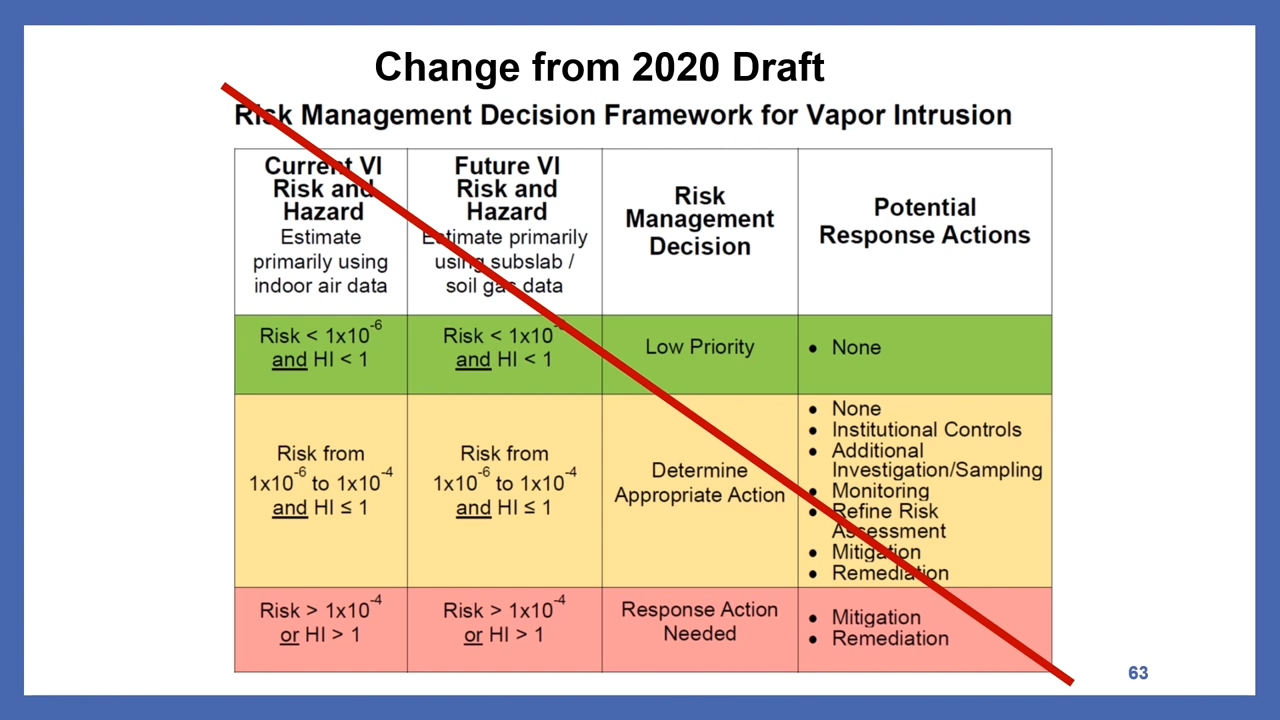 Change from 2020 Draft
Risk Management Decision Framework for Vapor Intrusion
Current VI
Risk and
Hazard
Estimate
primarily using
indoor air data
Future VI
Risk and
Hazard
Estimate primarily
using subslab /
soil gas data
Risk
Management
Decision
Potential
Response Actions
Risk < 1x10⁻⁶
and HI < 1
Risk < 1x10⁻
and HI < 1
Low Priority
• None
Risk from
1x10⁻⁶ to 1x10⁻⁴
and HI ≤ 1
Risk from
1x10⁻⁶ to 1x10⁻⁴
and HI ≤ 1
Determine
Appropriate Action
• None
• Institutional Controls
• Additional
Investigation/Sampling
• Monitoring
• Refine Risk
Assessment
• Mitigation
• Remediation
Risk > 1x10⁻⁴
or HI > 1
Risk > 1x10⁻⁴
or HI > 1
Response Action
Needed
• Mitigation
• Remediation
63